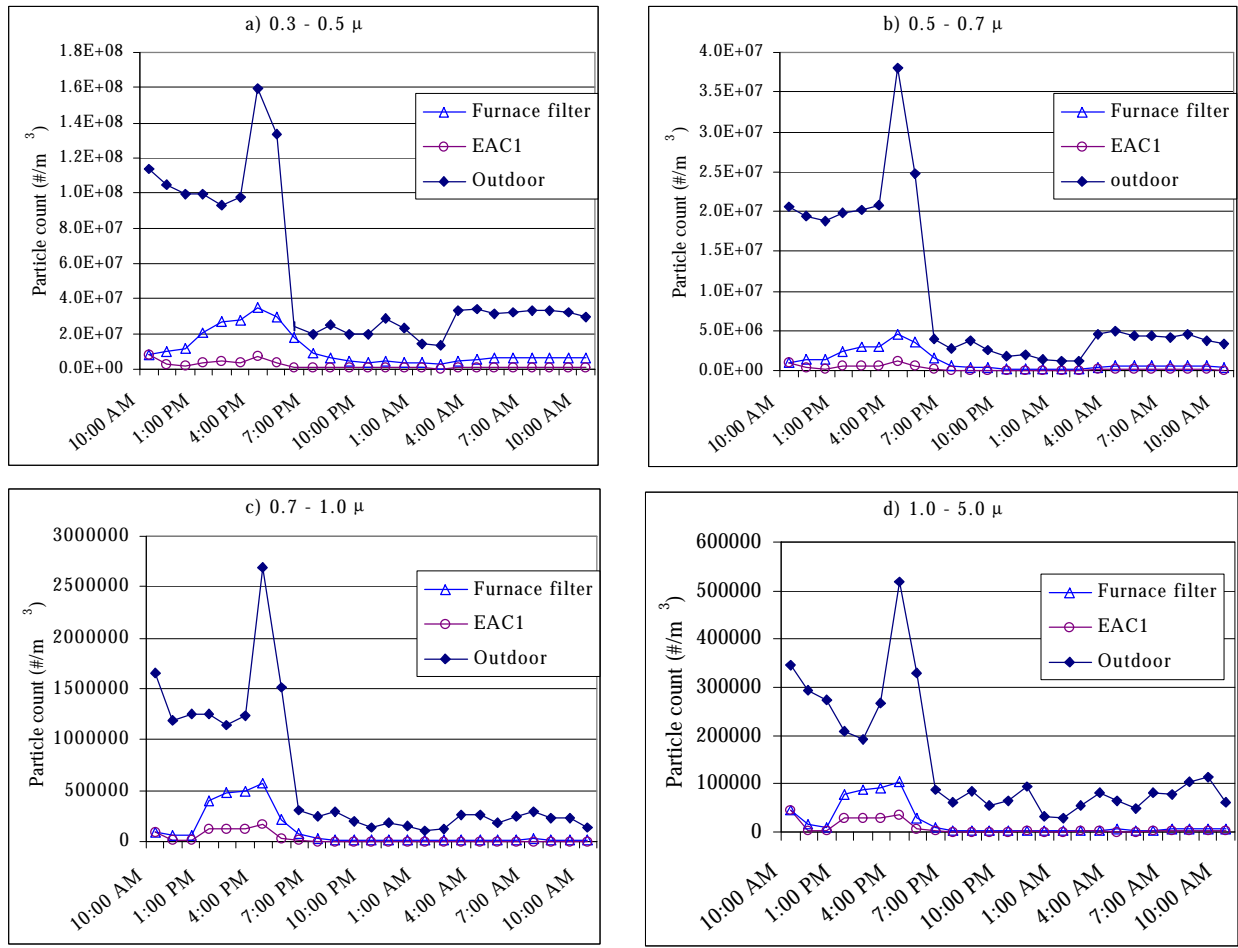 a) 0.3 - 0.5 μ
1.8E+08
1.6E+08
1.4E+08
1.2E+08
1.0E+08
8.0E+07
6.0E+07
4.0E+07
2.0E+07
0.0E+00
Particle count (#/m 3)
Furnace filter
EAC1
Outdoor
10:00 AM
1:00 PM
4:00 PM
7:00 PM
10:00 PM
1:00 AM
4:00 AM
7:00 AM
10:00 AM
b) 0.5 - 0.7 μ
4.0E+07
3.5E+07
3.0E+07
2.5E+07
2.0E+07
1.5E+07
1.0E+07
5.0E+06
0.0E+00
Particle count (#/m 3)
Furnace filter
EAC1
outdoor
10:00 AM
1:00 PM
4:00 PM
7:00 PM
10:00 PM
1:00 AM
4:00 AM
7:00 AM
10:00 AM
c) 0.7 - 1.0 μ
3000000
2500000
2000000
1500000
1000000
500000
0
Particle count (#/m 3)
Furnace filter
EAC1
Outdoor
10:00 AM
1:00 PM
4:00 PM
7:00 PM
10:00 PM
1:00 AM
4:00 AM
7:00 AM
10:00 AM
d) 1.0 - 5.0 μ
600000
500000
400000
300000
200000
100000
0
Particle count (#/m 3)
Furnace filter
EAC1
Outdoor
10:00 AM
1:00 PM
4:00 PM
7:00 PM
10:00 PM
1:00 AM
4:00 AM
7:00 AM
10:00 AM